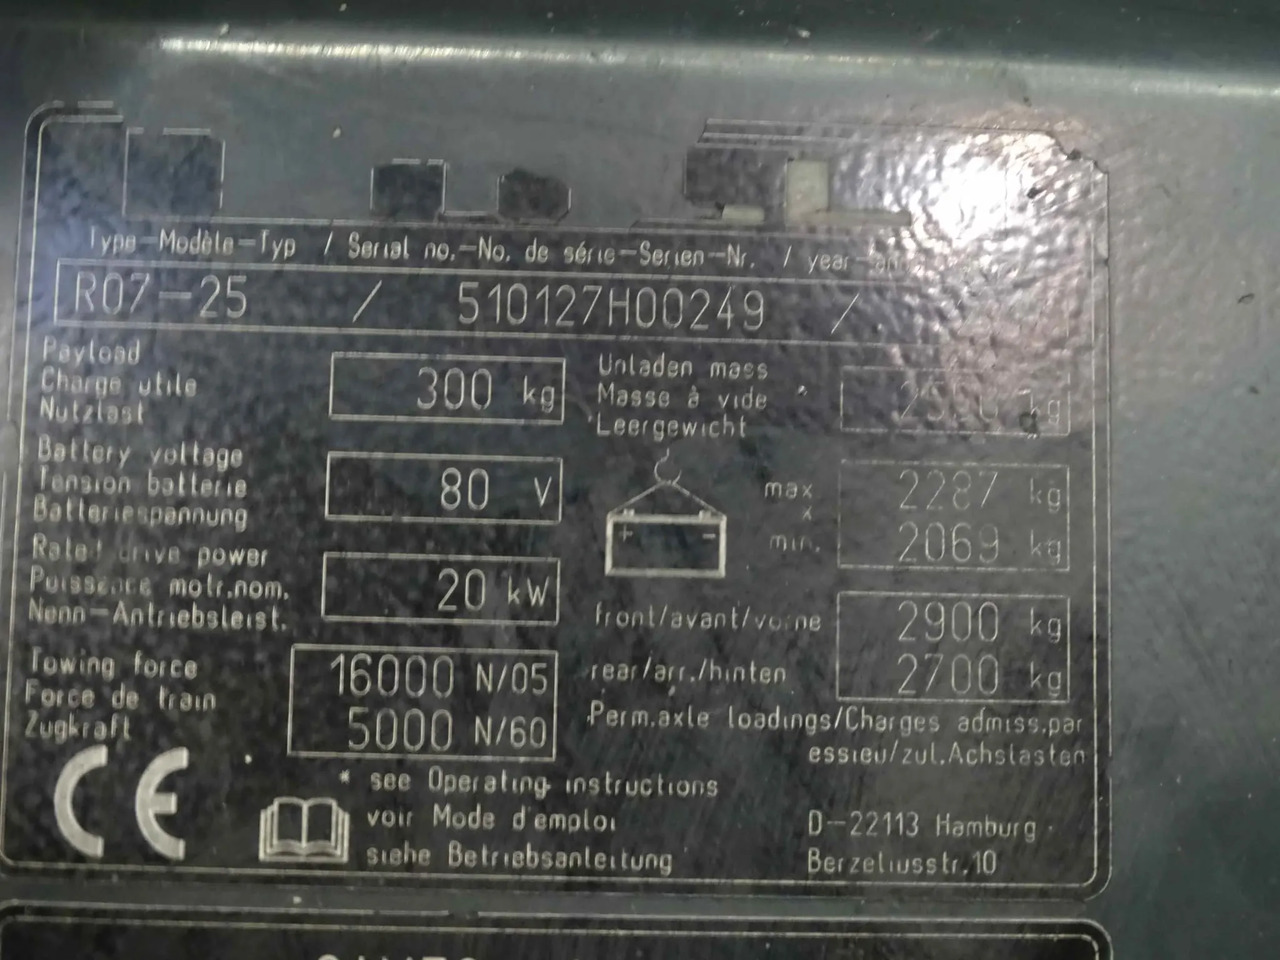 Type-Modèle-Typ / Serial no.-No. de série-Serien-Nr. / year-
R07-25 / 510127H00249 /
Payload
Charge utile
Nutzlast
300 kg
Unladen mass
Masse à vide *
Leergewicht
kg
Battery voltage
Tension batterie
Batteriespannung
80 V
max 2287 kg
x
min. 2069 kg
+ -
Rated drive power
Puissance motr.nom.
Nenn-Antriebsleist.
20 kW
front/avant/vorne 2900 kg
rear/arr./hinten 2700 kg
Perm.axle loadings/Charges admiss.par
essieu/zul.Achslasten
Towing force
Force de train
Zugkraft
16000 N/05
5000 N/60
CE
* see Operating instructions
voir Mode d'emploi
siehe Betriebsanleitung
D-22113 Hamburg
Berzeliusstr.10